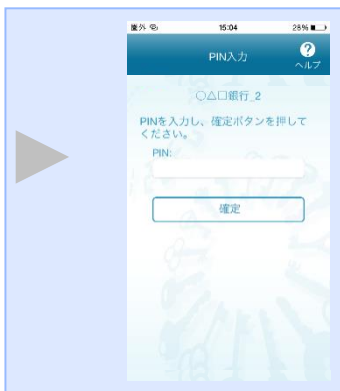 圏外
15:04
28%
PIN入力
?
ヘルプ
○△□銀行_2
PINを入力し、確定ボタンを押して
ください。
PIN:
確定